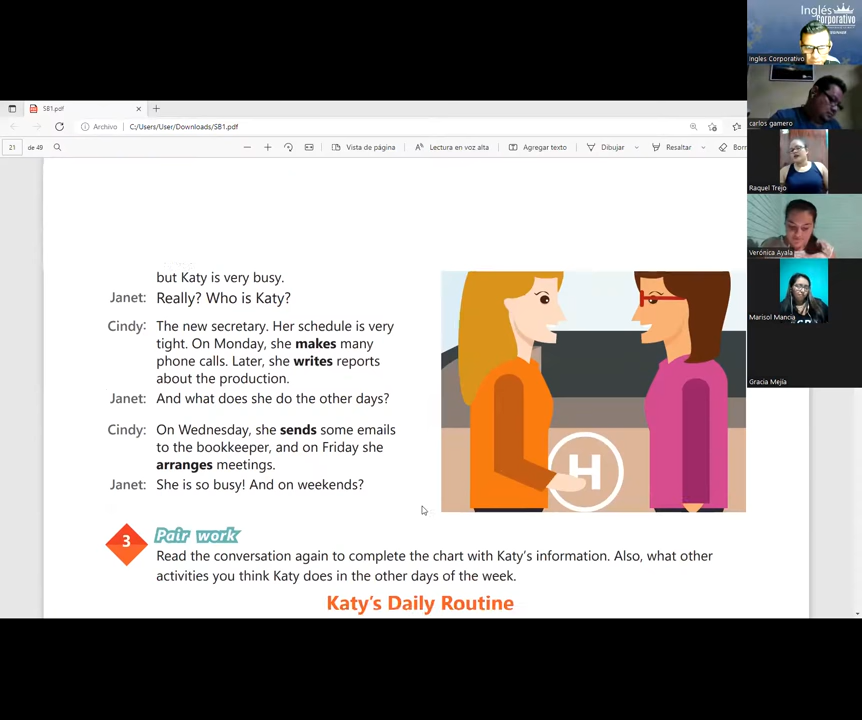 Inglés
Corporativo
Ingles Corporativo
SB1.pdf
Archivo
C:/Users/User/Downloads/SB1.pdf
21
de 49
Vista de página
Lectura en voz alta
Agregar texto
Dibujar
Resaltar
carlos gamero
Raquel Trejo
Verónica Ayala
Marisol Mancia
Gracia Mejía
but Katy is very busy.
Janet: Really? Who is Katy?
Cindy: The new secretary. Her schedule is very
tight. On Monday, she makes many
phone calls. Later, she writes reports
about the production.
Janet: And what does she do the other days?
Cindy: On Wednesday, she sends some emails
to the bookkeeper, and on Friday she
arranges meetings.
Janet: She is so busy! And on weekends?
H
3
Pair work
Read the conversation again to complete the chart with Katy's information. Also, what other
activities you think Katy does in the other days of the week.
Katy's Daily Routine